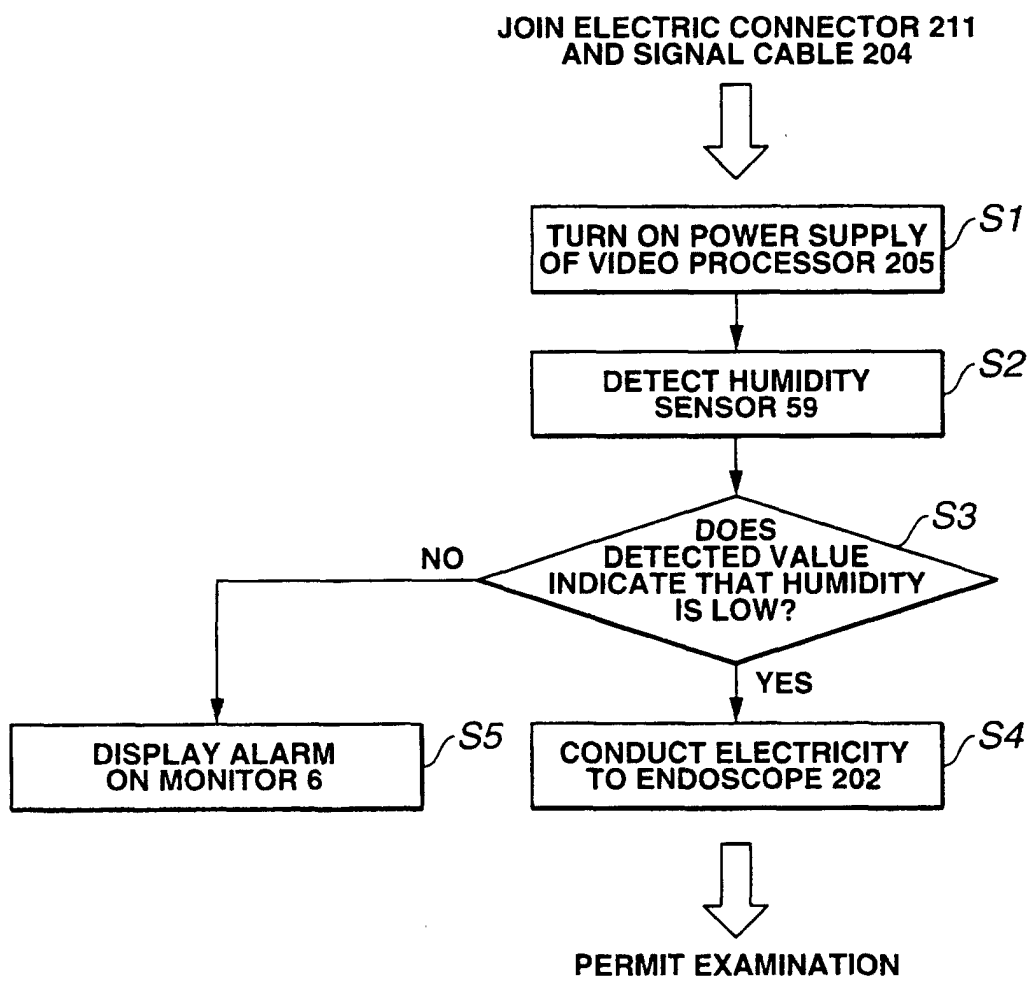 JOIN ELECTRIC CONNECTOR 211
AND SIGNAL CABLE 204
S1
TURN ON POWER SUPPLY
OF VIDEO PROCESSOR 205
S2
DETECT HUMIDITY
SENSOR 59
S3
DOES
DETECTED VALUE
INDICATE THAT HUMIDITY
IS LOW?
NO
YES
S5
DISPLAY ALARM
ON MONITOR 6
S4
CONDUCT ELECTRICITY
TO ENDOSCOPE 202
PERMIT EXAMINATION